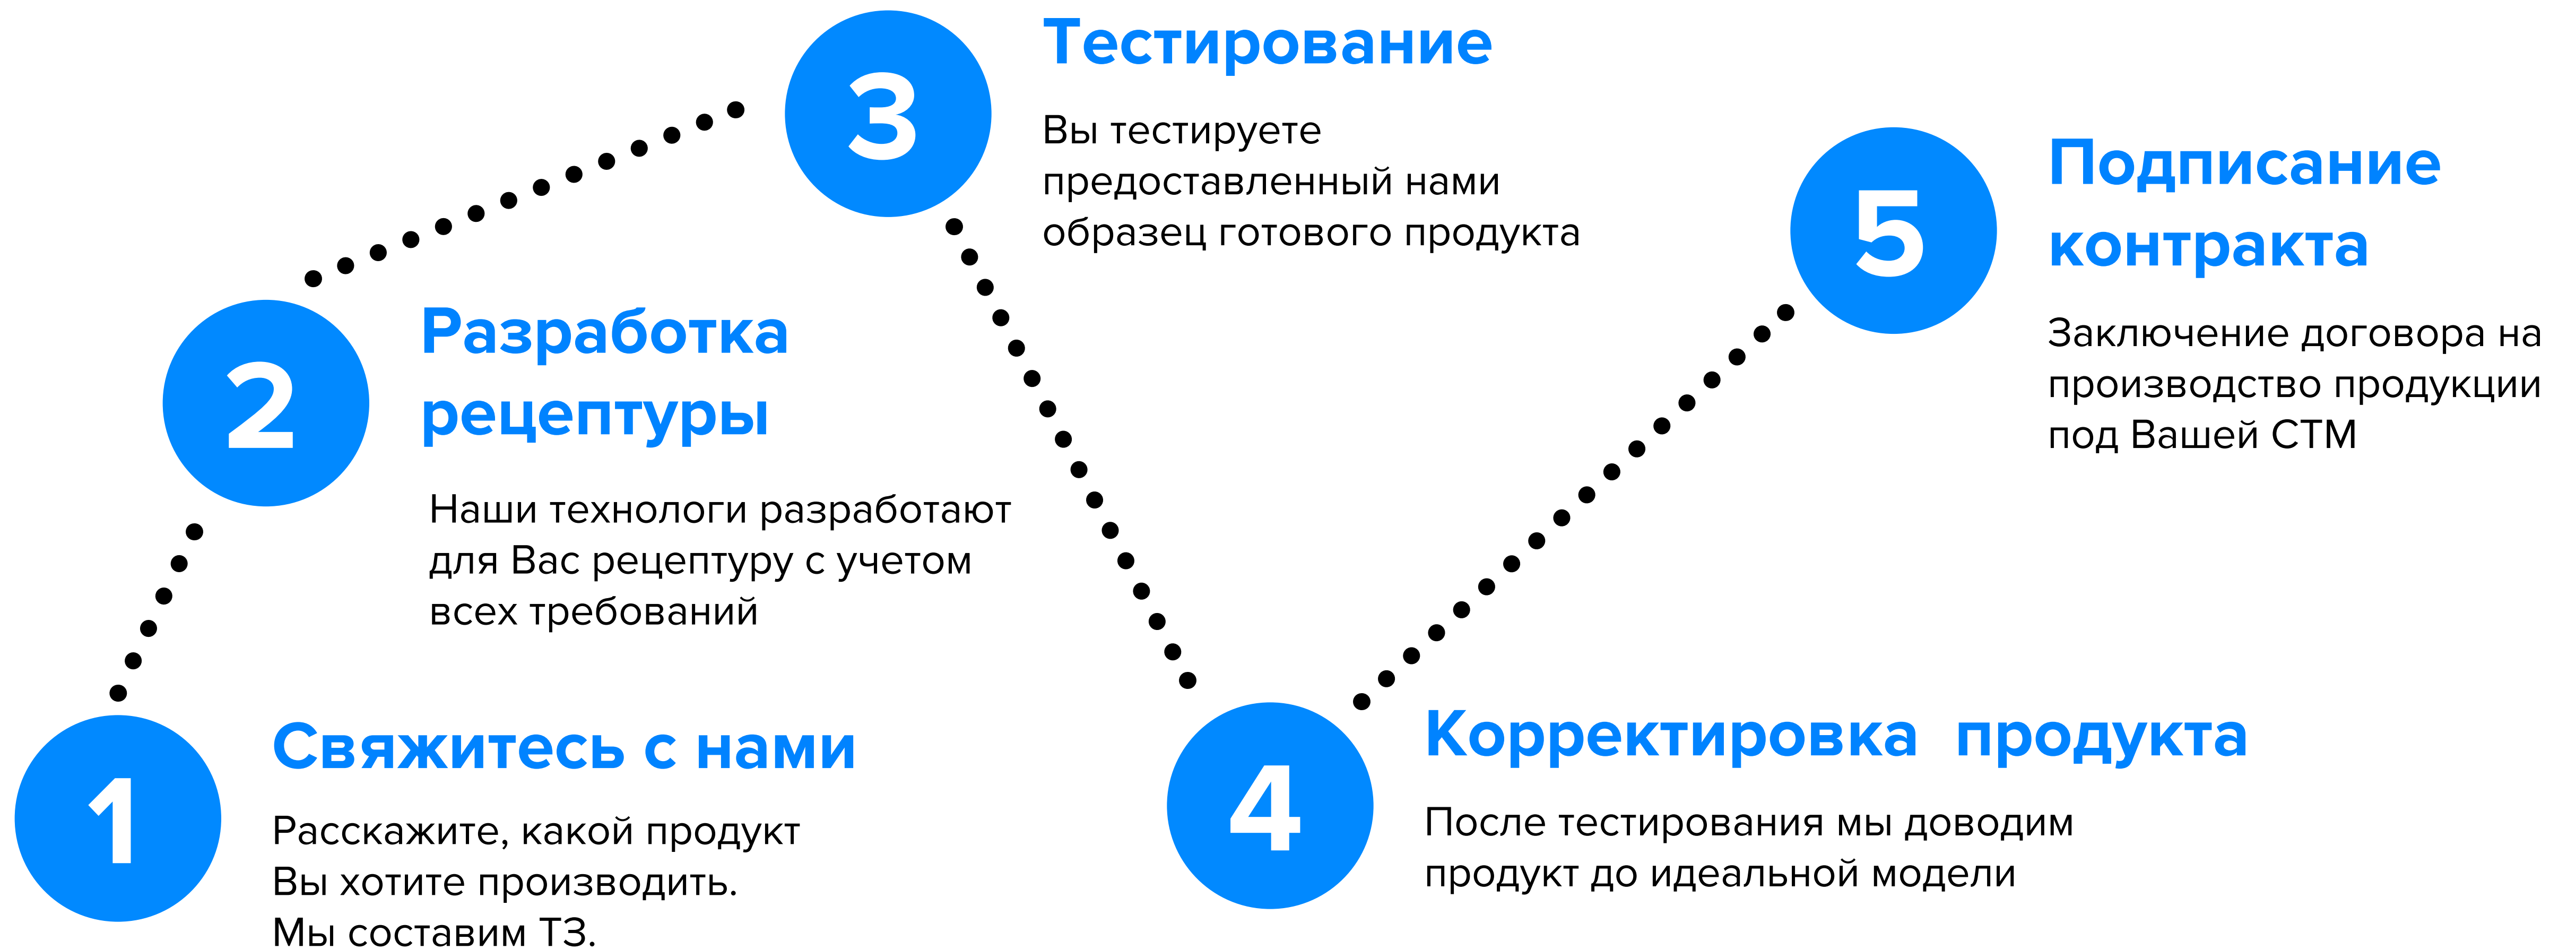 1
Свяжитесь с нами
Расскажите, какой продукт
Вы хотите производить.
Мы составим ТЗ.
2
Разработка
рецептуры
Наши технологи разработают
для Вас рецептуру с учетом
всех требований
3
Тестирование
Вы тестируете
предоставленный нами
образец готового продукта
4
Корректировка продукта
После тестирования мы доводим
продукт до идеальной модели
5
Подписание
контракта
Заключение договора на
производство продукции
под Вашей СТМ